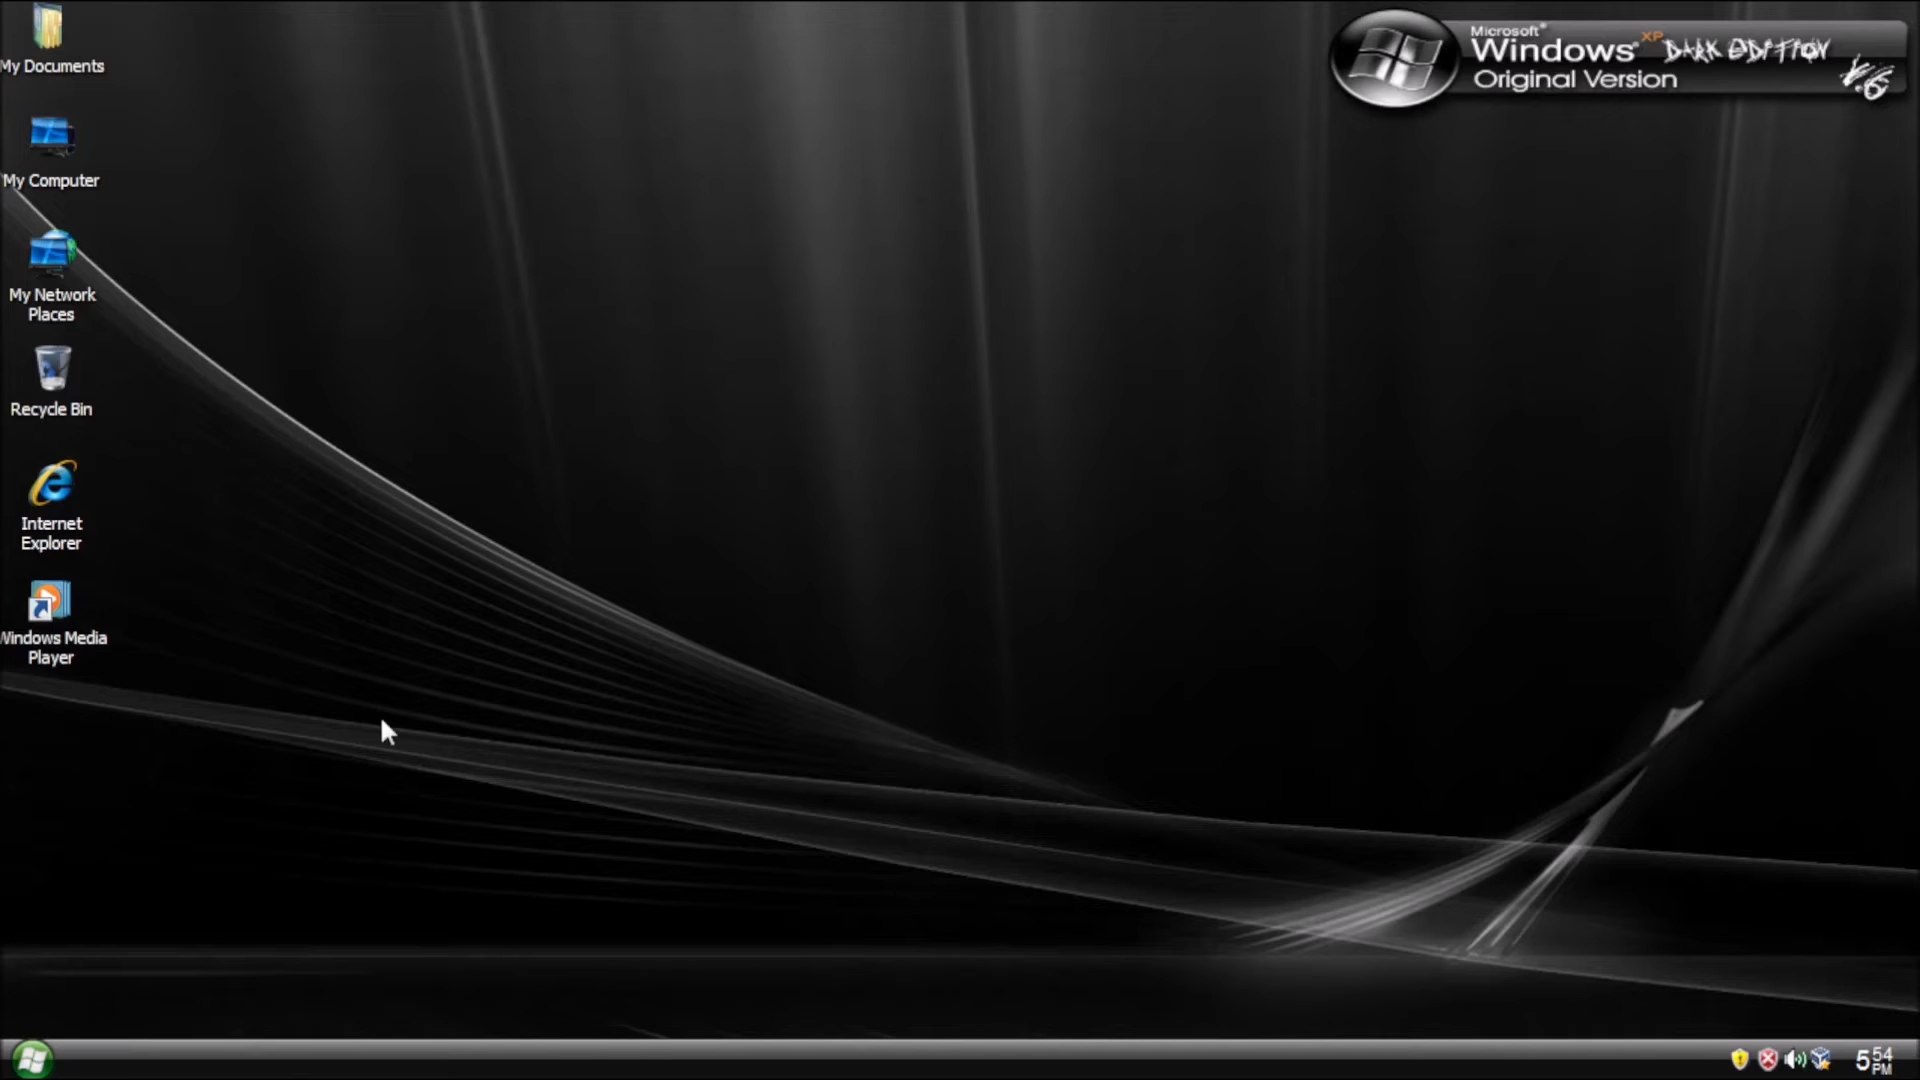 My Documents
My Computer
My Network
Places
Recycle Bin
Internet
Explorer
Windows Media
Player
Microsoft®
Windows® XP DARK EDITION
Original Version
V.6
5 54
PM